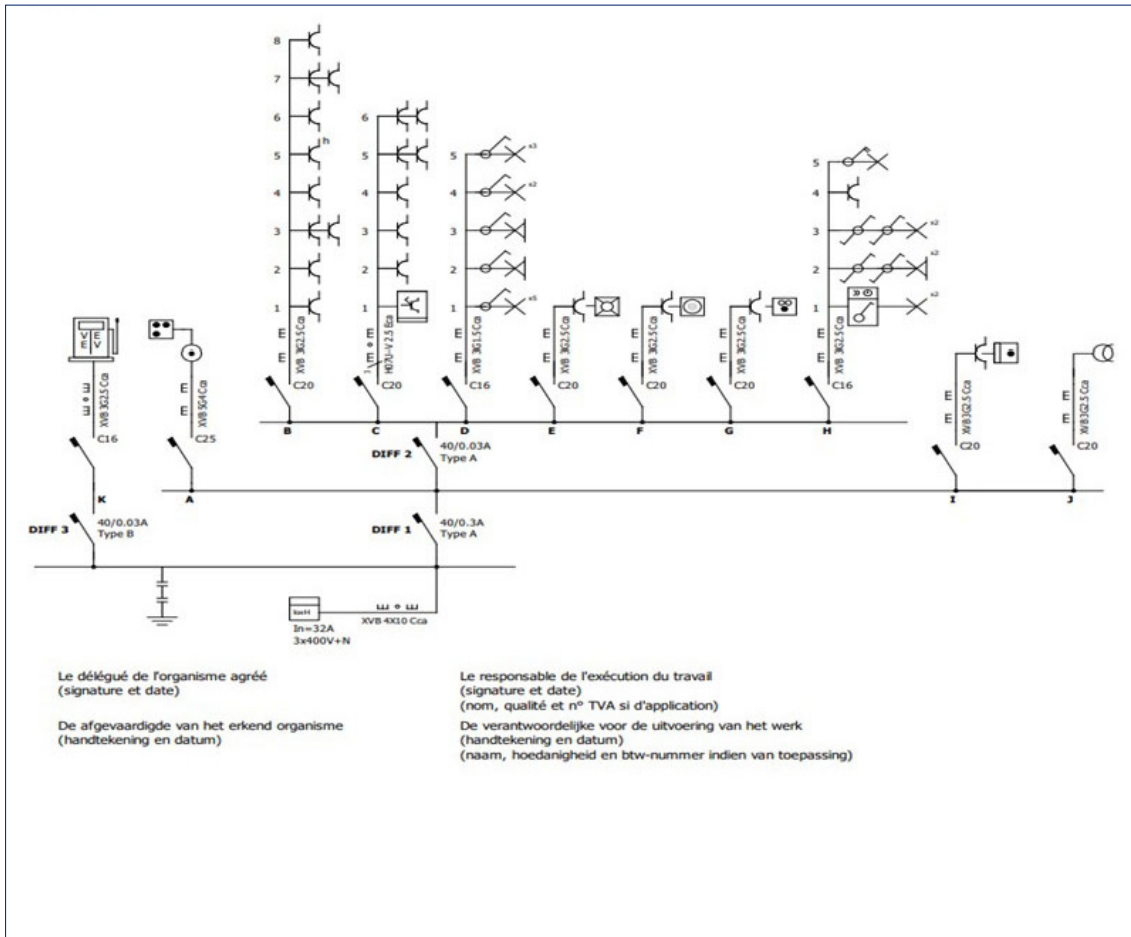 8
7
6
5
h
4
3
2
1
XVB 3G2.5 Cca
C20
B
6
5
4
3
2
1
H07U-V 2.5 Eca
3
C20
C
5
x3
4
x2
3
2
1
x5
XVB 3G1.5 Cca
C16
D
XVB 3G2.5 Cca
C20
E
XVB 3G2.5 Cca
C20
F
XVB 3G2.5 Cca
C20
G
5
4
3
x2
2
x2
1
x2
XVB 3G2.5 Cca
C16
H
VE EV
XVB 3G2.5 Cca
C16
K
XVB 5G4 Cca
C25
A
XVB3G2.5 Cca
C20
I
XVB3G2.5 Cca
C20
J
DIFF 2
40/0.03A
Type A
DIFF 3
40/0.03A
Type B
DIFF 1
40/0.3A
Type A
kWH
In=32A
3x400V+N
XVB 4X10 Cca
Le délégué de l'organisme agréé
(signature et date)
De afgevaardigde van het erkend organisme
(handtekening en datum)
Le responsable de l'exécution du travail
(signature et date)
(nom, qualité et n° TVA si d'application)
De verantwoordelijke voor de uitvoering van het werk
(handtekening en datum)
(naam, hoedanigheid en btw-nummer indien van toepassing)